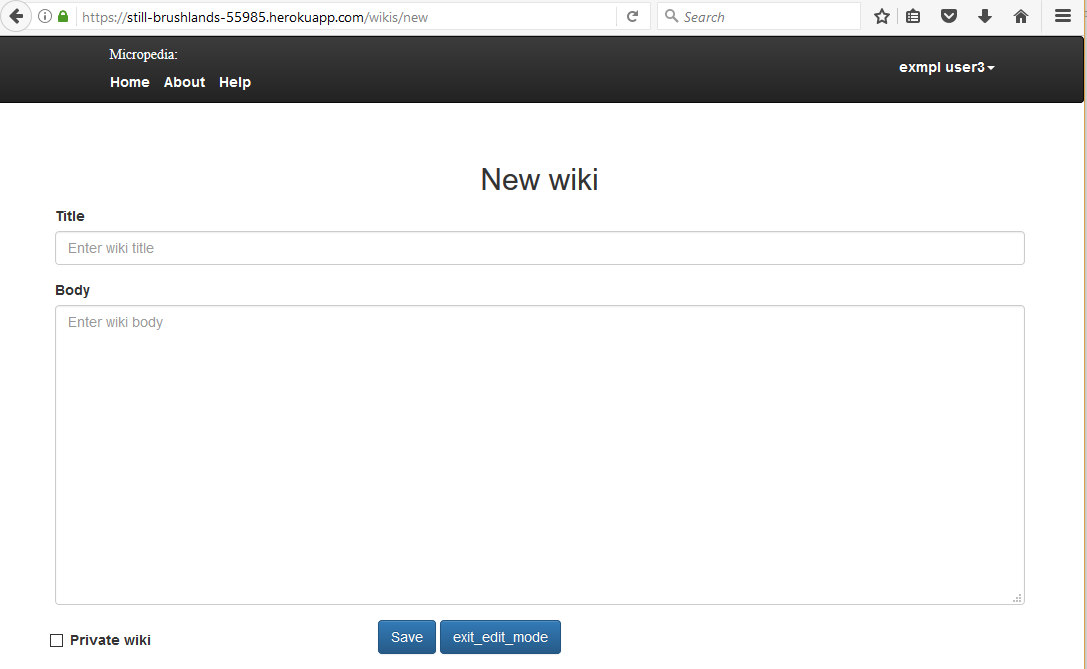 https://still-brushlands-55985.herokuapp.com/wikis/new
Search
Micropedia:
Home About Help
exmpl user3
New wiki
Title
Enter wiki title
Body
Enter wiki body
Private wiki
Save
exit_edit_mode